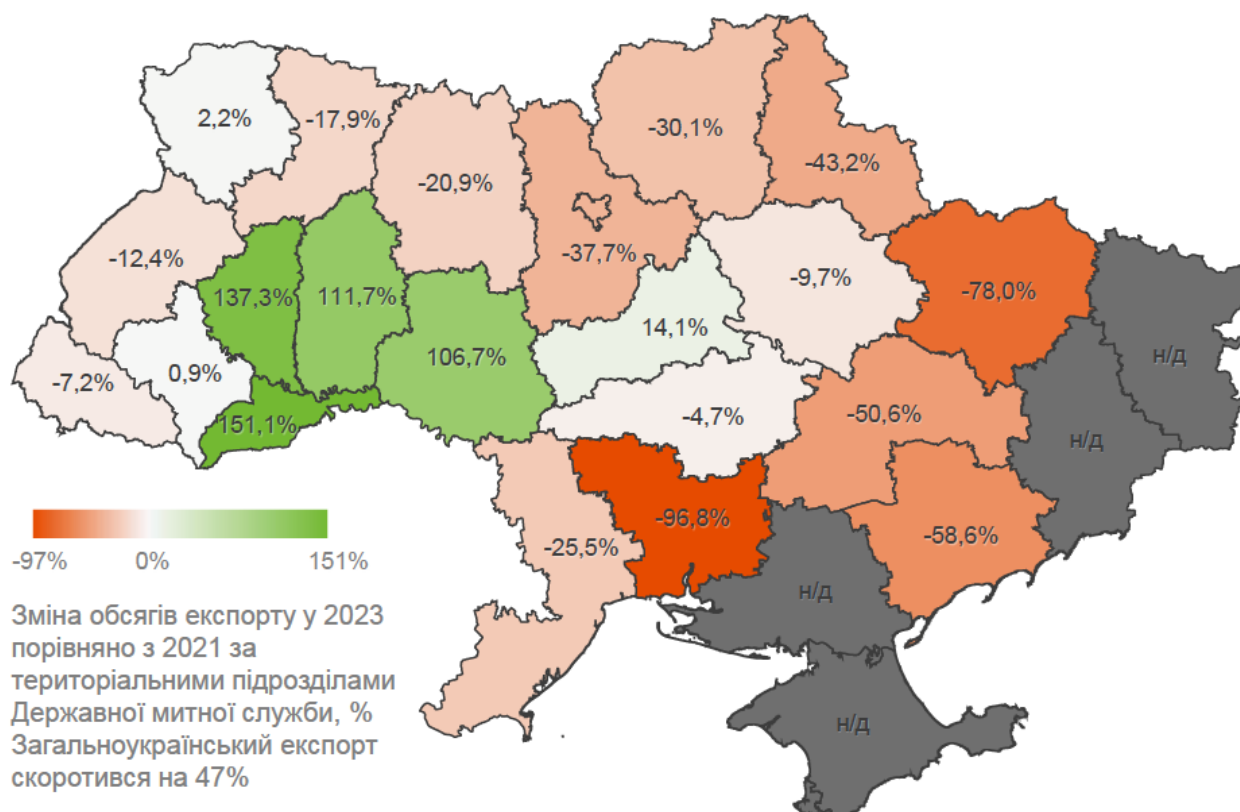 2,2%
-17,9%
-30,1%
-43,2%
-20,9%
-12,4%
-37,7%
-9,7%
137,3%
111,7%
-78,0%
14,1%
н/д
106,7%
0,9%
-7,2%
151,1%
-4,7%
-50,6%
н/д
-96,8%
-58,6%
-25,5%
н/д
н/д
-97% 0% 151%
Зміна обсягів експорту у 2023
порівняно з 2021 за
територіальними підрозділами
Державної митної служби, %
Загальноукраїнський експорт
скоротився на 47%